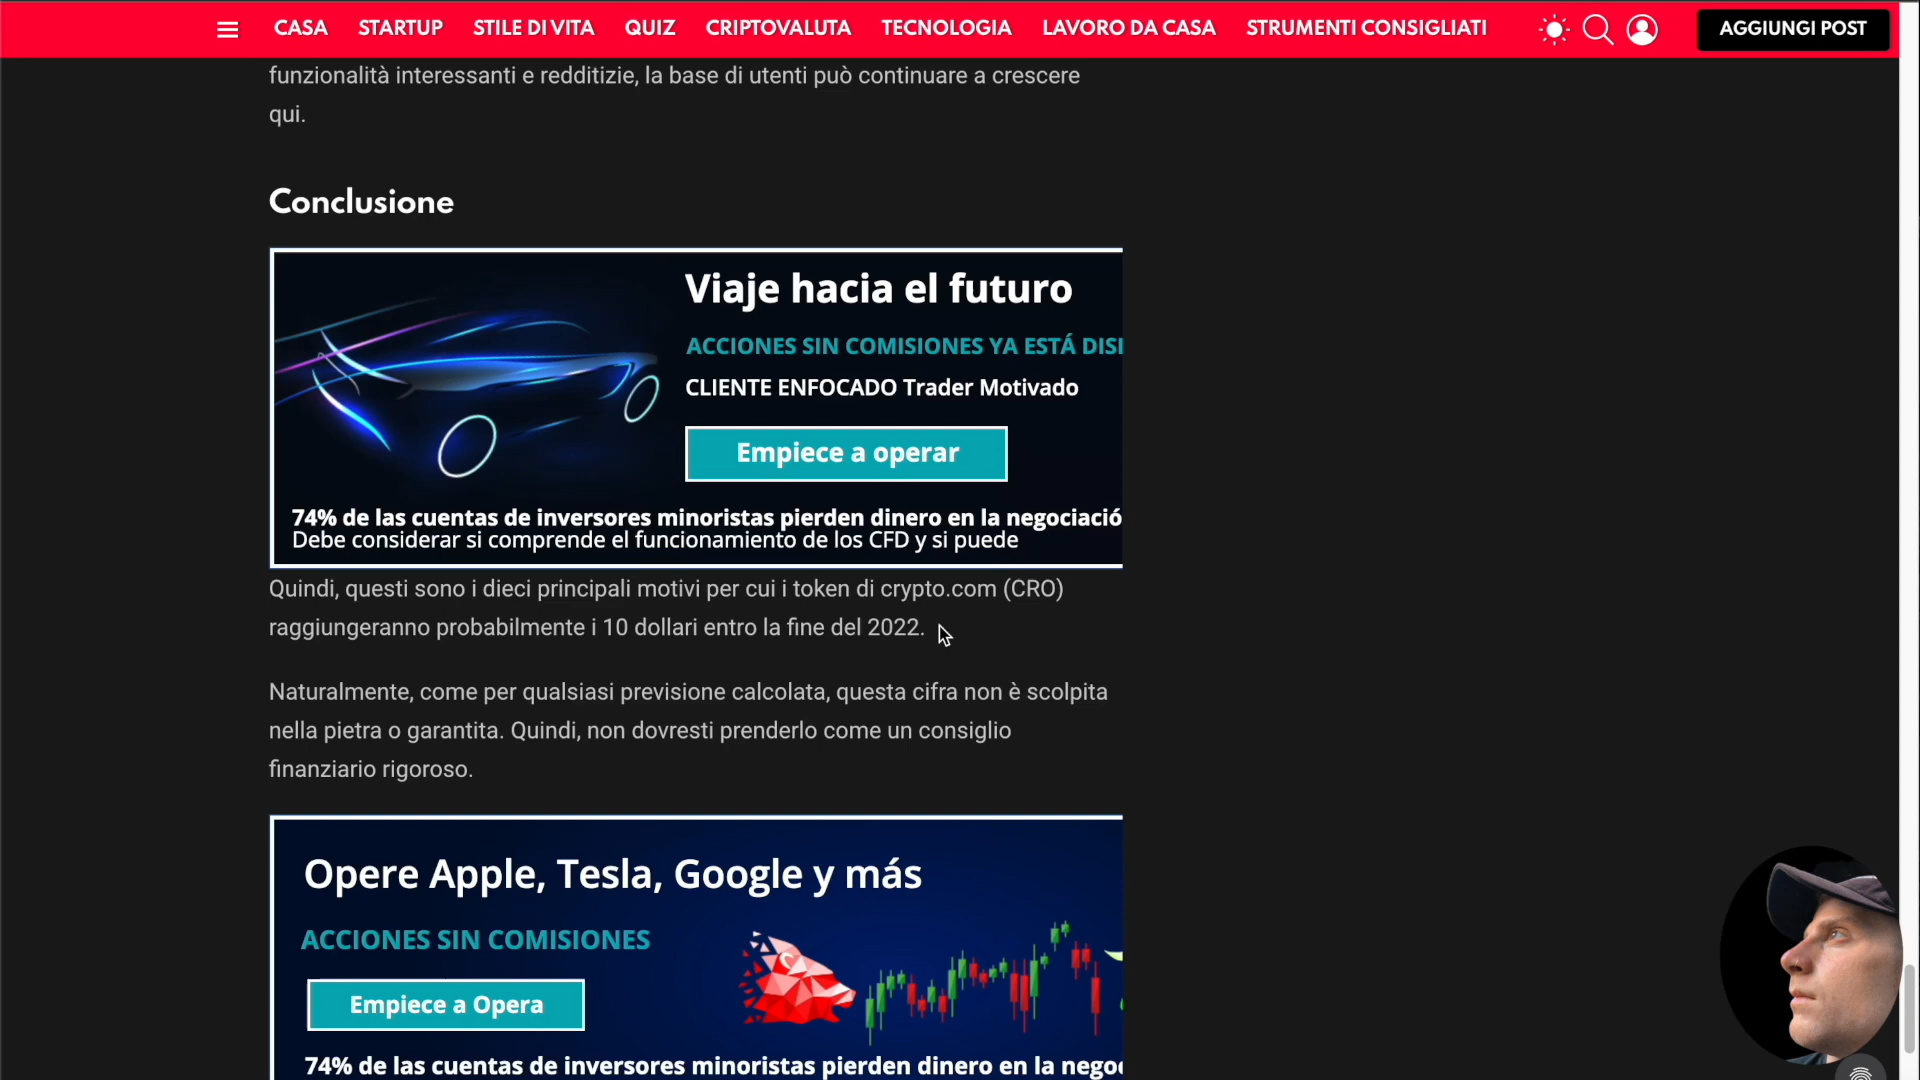 CASA STARTUP STILE DI VITA QUIZ CRIPTOVALUTA TECNOLOGIA LAVORO DA CASA STRUMENTI CONSIGLIATI AGGIUNGI POST
funzionalità interessanti e redditizie, la base di utenti può continuare a crescere
qui.
Conclusione
Viaje hacia el futuro
ACCIONES SIN COMISIONES YA ESTÁ DISI
CLIENTE ENFOCADO Trader Motivado
Empiece a operar
74% de las cuentas de inversores minoristas pierden dinero en la negociació
Debe considerar si comprende el funcionamiento de los CFD y si puede
Quindi, questi sono i dieci principali motivi per cui i token di crypto.com (CRO)
raggiungeranno probabilmente i 10 dollari entro la fine del 2022.
Naturalmente, come per qualsiasi previsione calcolata, questa cifra non è scolpita
nella pietra o garantita. Quindi, non dovresti prenderlo come un consiglio
finanziario rigoroso.
Opere Apple, Tesla, Google y más
ACCIONES SIN COMISIONES
Empiece a Opera
74% de las cuentas de inversores minoristas pierden dinero en la nego